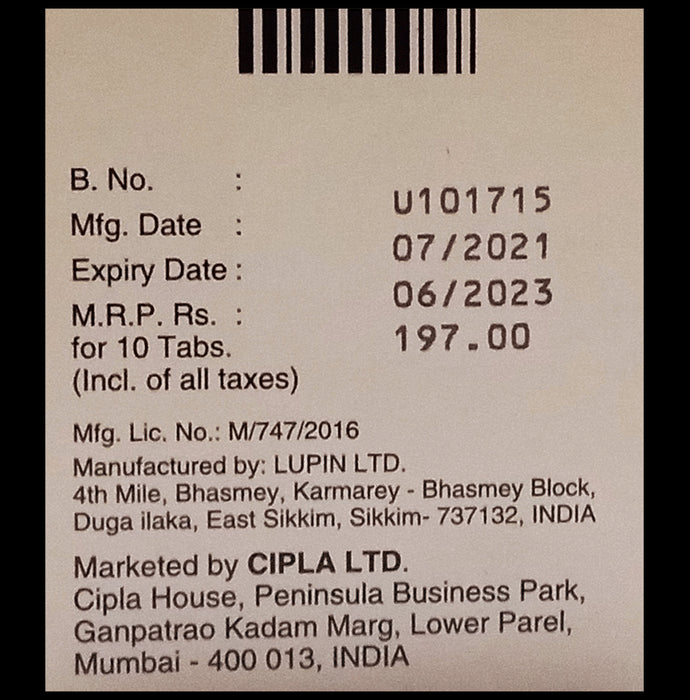 B. No. : U101715
Mfg. Date : 07/2021
Expiry Date : 06/2023
M.R.P. Rs. : 197.00
for 10 Tabs.
(Incl. of all taxes)
Mfg. Lic. No.: M/747/2016
Manufactured by: LUPIN LTD.
4th Mile, Bhasmey, Karmarey - Bhasmey Block,
Duga ilaka, East Sikkim, Sikkim- 737132, INDIA
Marketed by CIPLA LTD.
Cipla House, Peninsula Business Park,
Ganpatrao Kadam Marg, Lower Parel,
Mumbai - 400 013, INDIA